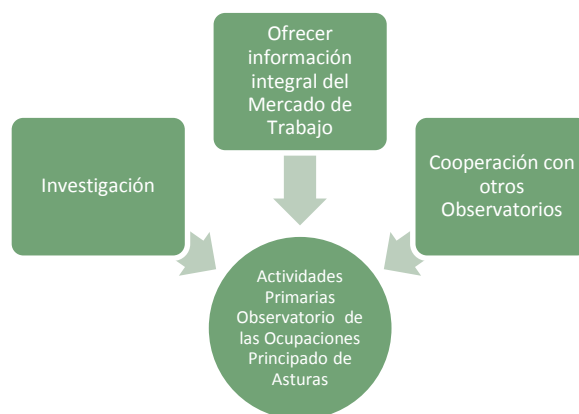 Ofrecer
información
integral del
Mercado de
Trabajo
Investigación
Cooperación con
otros
Observatorios
Actividades
Primarias
Observatorio de
las Ocupaciones
Principado de
Asturas